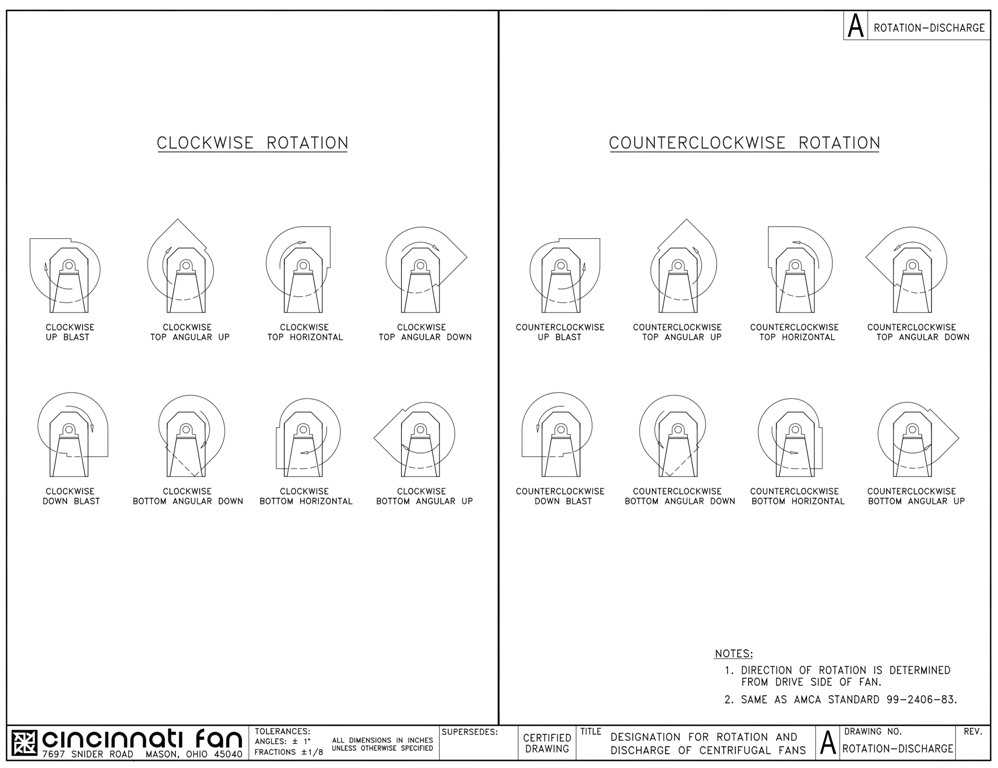 A ROTATION-DISCHARGE
CLOCKWISE ROTATION
COUNTERCLOCKWISE ROTATION
CLOCKWISE
UP BLAST
CLOCKWISE
TOP ANGULAR UP
CLOCKWISE
TOP HORIZONTAL
CLOCKWISE
TOP ANGULAR DOWN
COUNTERCLOCKWISE
UP BLAST
COUNTERCLOCKWISE
TOP ANGULAR UP
COUNTERCLOCKWISE
TOP HORIZONTAL
COUNTERCLOCKWISE
TOP ANGULAR DOWN
CLOCKWISE
DOWN BLAST
CLOCKWISE
BOTTOM ANGULAR DOWN
CLOCKWISE
BOTTOM HORIZONTAL
CLOCKWISE
BOTTOM ANGULAR UP
COUNTERCLOCKWISE
DOWN BLAST
COUNTERCLOCKWISE
BOTTOM ANGULAR DOWN
COUNTERCLOCKWISE
BOTTOM HORIZONTAL
COUNTERCLOCKWISE
BOTTOM ANGULAR UP
NOTES:
1. DIRECTION OF ROTATION IS DETERMINED
FROM DRIVE SIDE OF FAN.
2. SAME AS AMCA STANDARD 99-2406-83.
cincinnati fan
7697 SNIDER ROAD MASON, OHIO 45040
TOLERANCES:
ANGLES: ± 1°
FRACTIONS ±1/8
ALL DIMENSIONS IN INCHES
UNLESS OTHERWISE SPECIFIED
SUPERSEDES:
CERTIFIED
DRAWING
TITLE
DESIGNATION FOR ROTATION AND
DISCHARGE OF CENTRIFUGAL FANS
A
DRAWING NO.
ROTATION-DISCHARGE
REV.